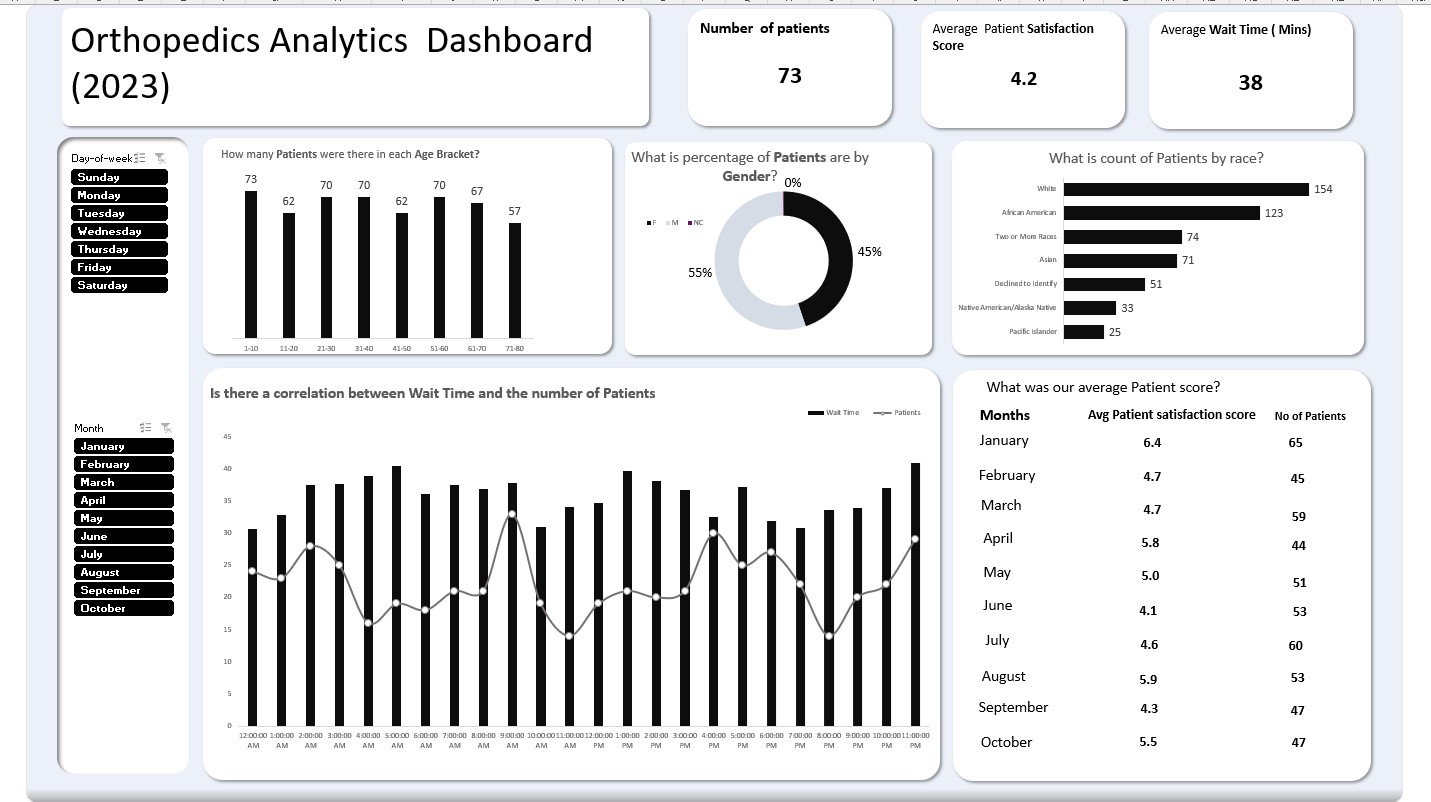 Orthopedics Analytics  Dashboard
(2023)
Number  of patients
73
Average  Patient Satisfaction
Score
4.2
Average Wait Time ( Mins)
38
Day-of-week
Sunday
Monday
Tuesday
Wednesday
Thursday
Friday
Saturday
Month
January
February
March
April
May
June
July
August
September
October
How many Patients were there in each Age Bracket?
73
62
70
70
62
70
67
57
1-10
11-20
21-30
31-40
41-50
51-60
61-70
71-80
What is percentage of Patients are by
Gender?
F
M
NC
0%
45%
55%
What is count of Patients by race?
White 154
African American 123
Two or More Races 74
Asian 71
Declined to Identify 51
Native American/Alaska Native 33
Pacific Islander 25
Is there a correlation between Wait Time and the number of Patients
Wait Time
Patients
45
40
35
30
25
20
15
10
5
0
12:00:00 1:00:00 2:00:00 3:00:00 4:00:00 5:00:00 6:00:00 7:00:00 8:00:00 9:00:00 10:00:00 11:00:00 12:00:00 1:00:00 2:00:00 3:00:00 4:00:00 5:00:00 6:00:00 7:00:00 8:00:00 9:00:00 10:00:00 11:00:00
AM AM AM AM AM AM AM AM AM AM AM AM PM PM PM PM PM PM PM PM PM PM PM PM
What was our average Patient score?
Months Avg Patient satisfaction score No of Patients
January 6.4 65
February 4.7 45
March 4.7 59
April 5.8 44
May 5.0 51
June 4.1 53
July 4.6 60
August 5.9 53
September 4.3 47
October 5.5 47